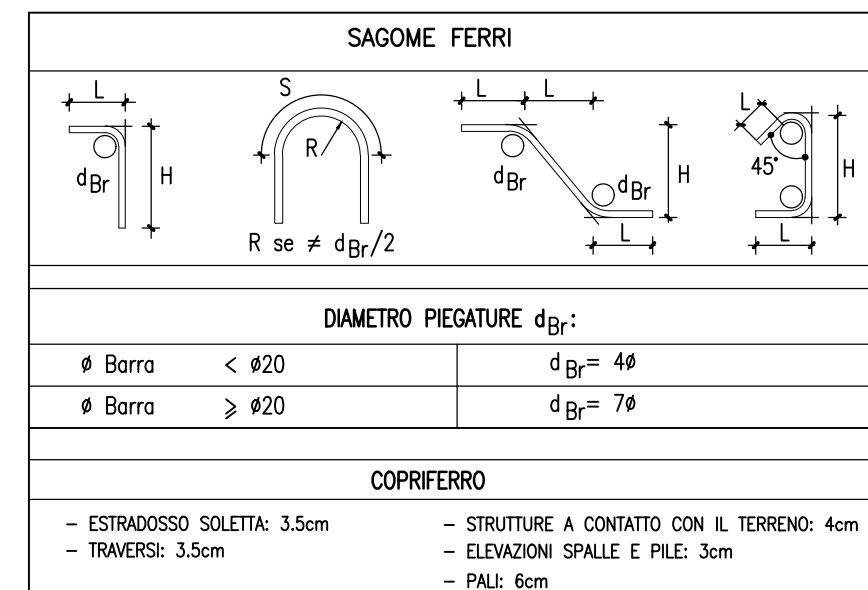 SAGOME FERRI
L
H
dBr
S
R
R se ≠ dBr/2
L L
dBr
dBr
H
L
L
45°
H
L
DIAMETRO PIEGATURE dBr:
ø Barra < ø20 dBr= 4ø
ø Barra ⩾ ø20 dBr= 7ø
COPRIFERRO
– ESTRADOSSO SOLETTA: 3.5cm
– TRAVERSI: 3.5cm
– STRUTTURE A CONTATTO CON IL TERRENO: 4cm
– ELEVAZIONI SPALLE E PILE: 3cm
– PALI: 6cm